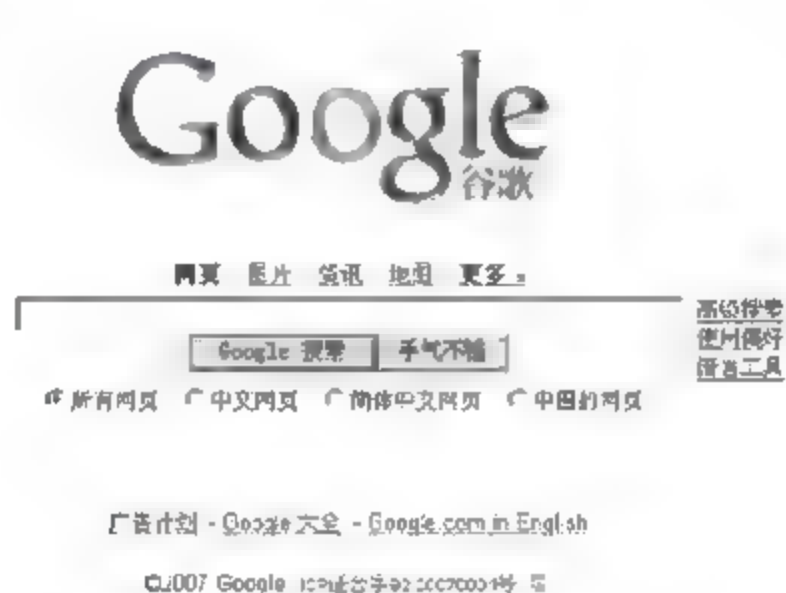 Google
谷歌
网页 图片 资讯 地图 更多 »
高级搜索
使用偏好
语言工具
Google 搜索 手气不错
所有网页 中文网页 简体中文网页 中国的网页
广告计划 - Google 大全 - Google.com in English
©2007 Google